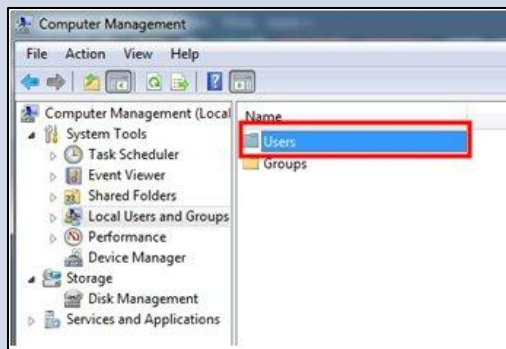 Computer Management
File Action View Help
Computer Management (Local
System Tools
Task Scheduler
Event Viewer
Shared Folders
Local Users and Groups
Performance
Device Manager
Storage
Disk Management
Services and Applications
Name
Users
Groups